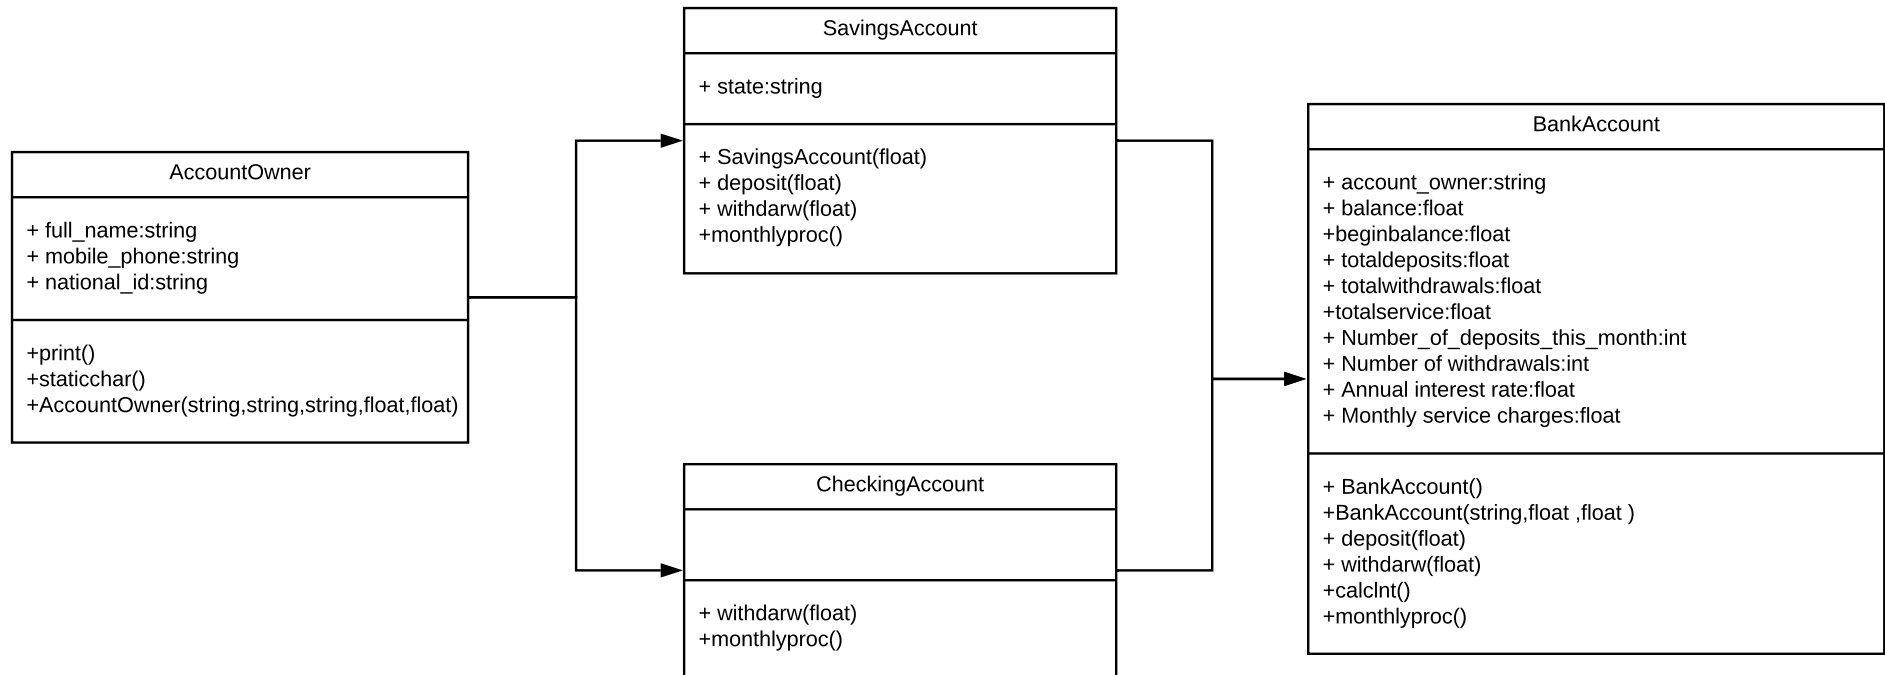 SavingsAccount
+ state:string
+ SavingsAccount(float)
+ deposit(float)
+ withdarw(float)
+monthlyproc()
AccountOwner
+ full_name:string
+ mobile_phone:string
+ national_id:string
+print()
+staticchar()
+AccountOwner(string,string,string,float,float)
CheckingAccount
+ withdarw(float)
+monthlyproc()
BankAccount
+ account_owner:string
+ balance:float
+beginbalance:float
+ totaldeposits:float
+ totalwithdrawals:float
+totalservice:float
+ Number_of_deposits_this_month:int
+ Number of withdrawals:int
+ Annual interest rate:float
+ Monthly service charges:float
+ BankAccount()
+BankAccount(string,float ,float )
+ deposit(float)
+ withdarw(float)
+calclnt()
+monthlyproc()